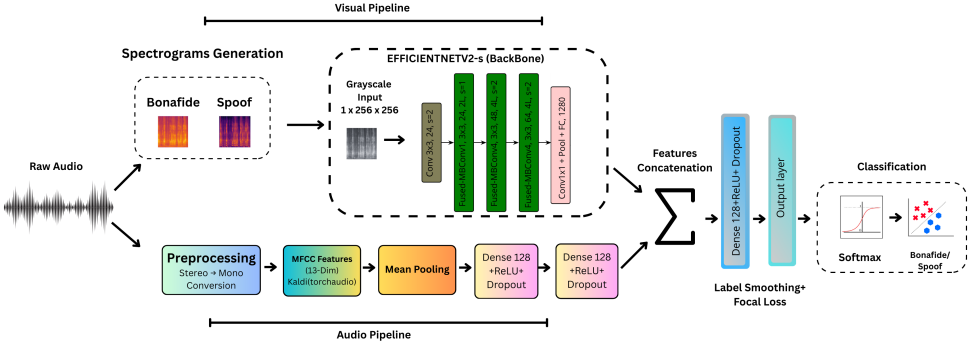 Visual Pipeline
Spectrograms Generation
Bonafide
Spoof
EFFICIENTNETV2-s (BackBone)
Grayscale
Input
1 x 256 x 256
Conv 3x3, 24, s=2
Fused-MBConv1, 3x3, 24, 2L, s=1
Fused-MBConv4, 3x3, 48, 4L, s=2
Fused-MBConv4, 3x3, 64, 4L, s=2
Conv1x1 + Pool + FC, 1280
Raw Audio
Preprocessing
Stereo → Mono
Conversion
MFCC Features
(13-Dim)
Kaldi(torchaudio)
Mean Pooling
Dense 128
+ReLU+
Dropout
Dense 128
+ReLU+
Dropout
Audio Pipeline
Features
Concatenation
Dense 128+ReLU+ Dropout
Output layer
Label Smoothing+
Focal Loss
Classification
Softmax
Bonafide/
Spoof